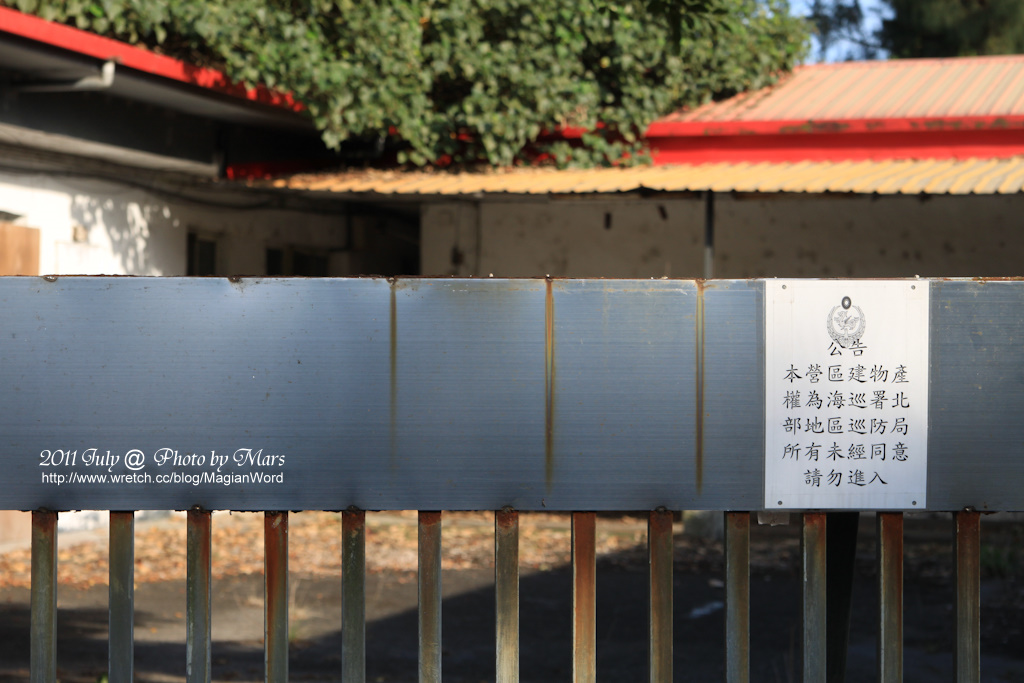 公告
本營區建物產
權為海巡署北
部地區巡防局
所有未經同意
請勿進入
2011 July @ Photo by Mars
http://www.wretch.cc/blog/MagianWord